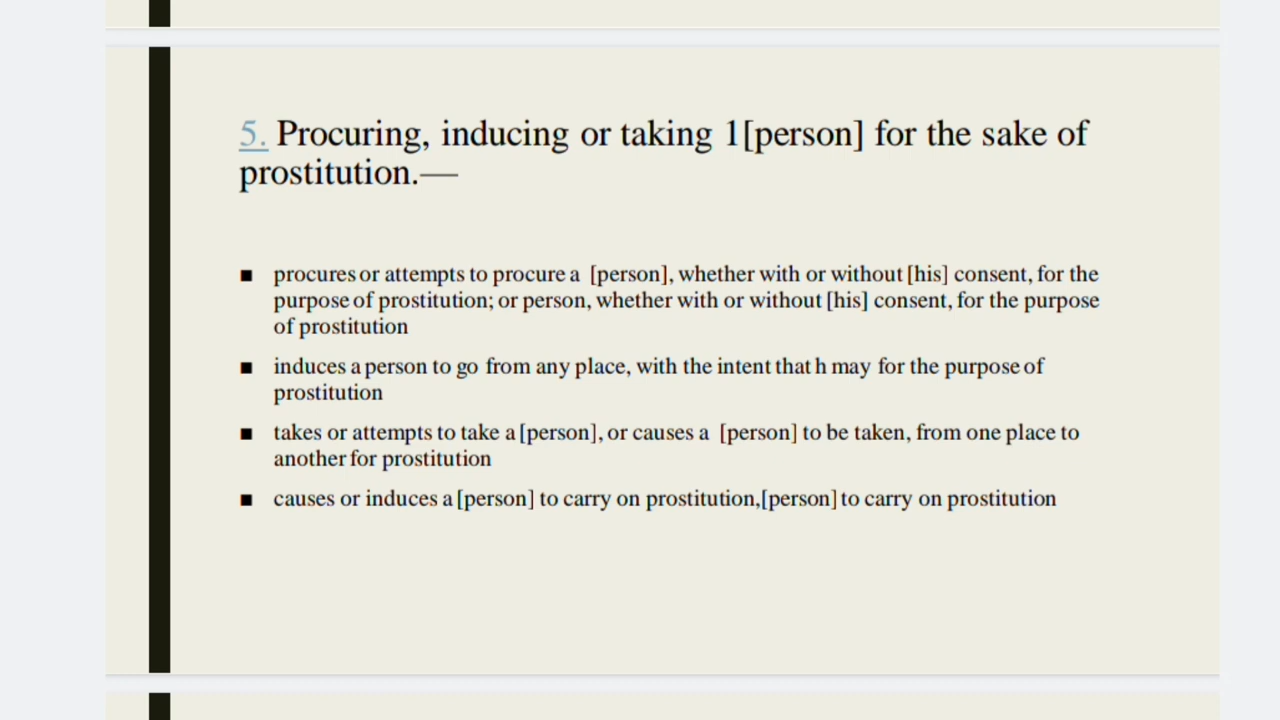 5. Procuring, inducing or taking 1[person] for the sake of
prostitution.—
■ procures or attempts to procure a [person], whether with or without [his] consent, for the
purpose of prostitution; or person, whether with or without [his] consent, for the purpose
of prostitution
■ induces a person to go from any place, with the intent that h may for the purpose of
prostitution
■ takes or attempts to take a [person], or causes a [person] to be taken, from one place to
another for prostitution
■ causes or induces a [person] to carry on prostitution,[person] to carry on prostitution